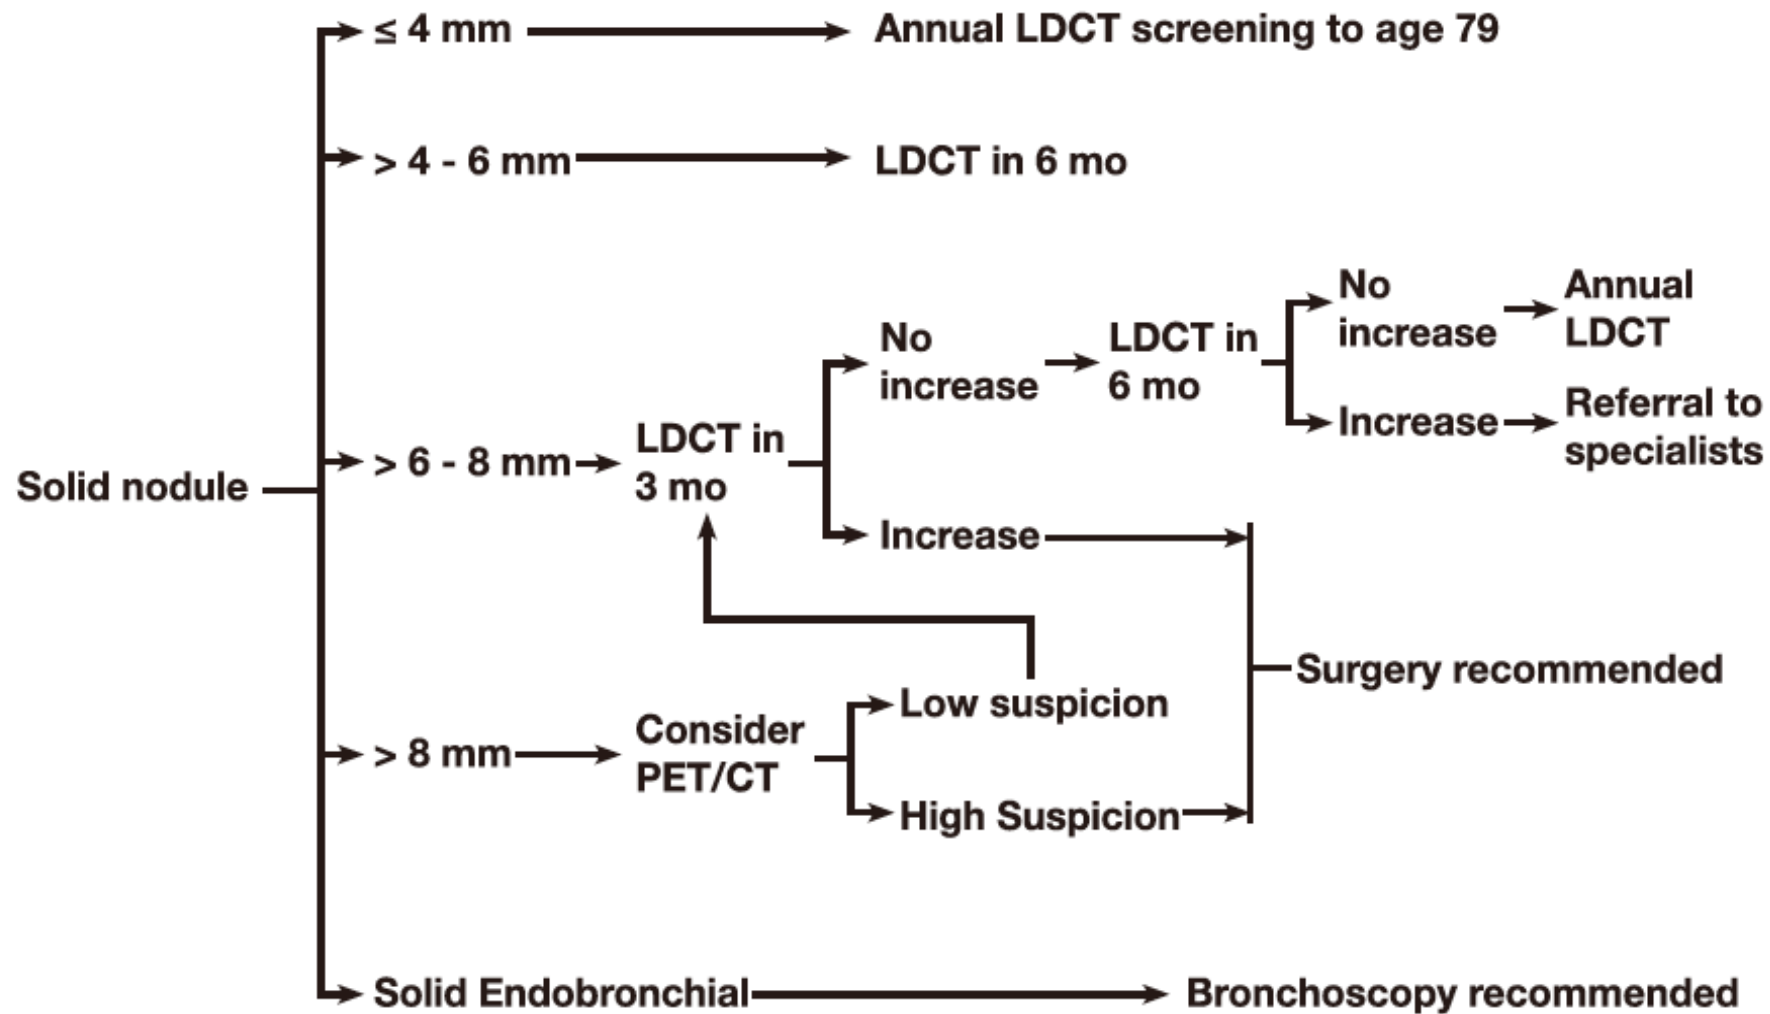 ≤ 4 mm
Annual LDCT screening to age 79
> 4 - 6 mm
LDCT in 6 mo
Solid nodule
> 6 - 8 mm
LDCT in
3 mo
No
increase
LDCT in
6 mo
No
increase
Annual
LDCT
Increase
Referral to
specialists
Increase
Surgery recommended
> 8 mm
Consider
PET/CT
Low suspicion
High Suspicion
Solid Endobronchial
Bronchoscopy recommended